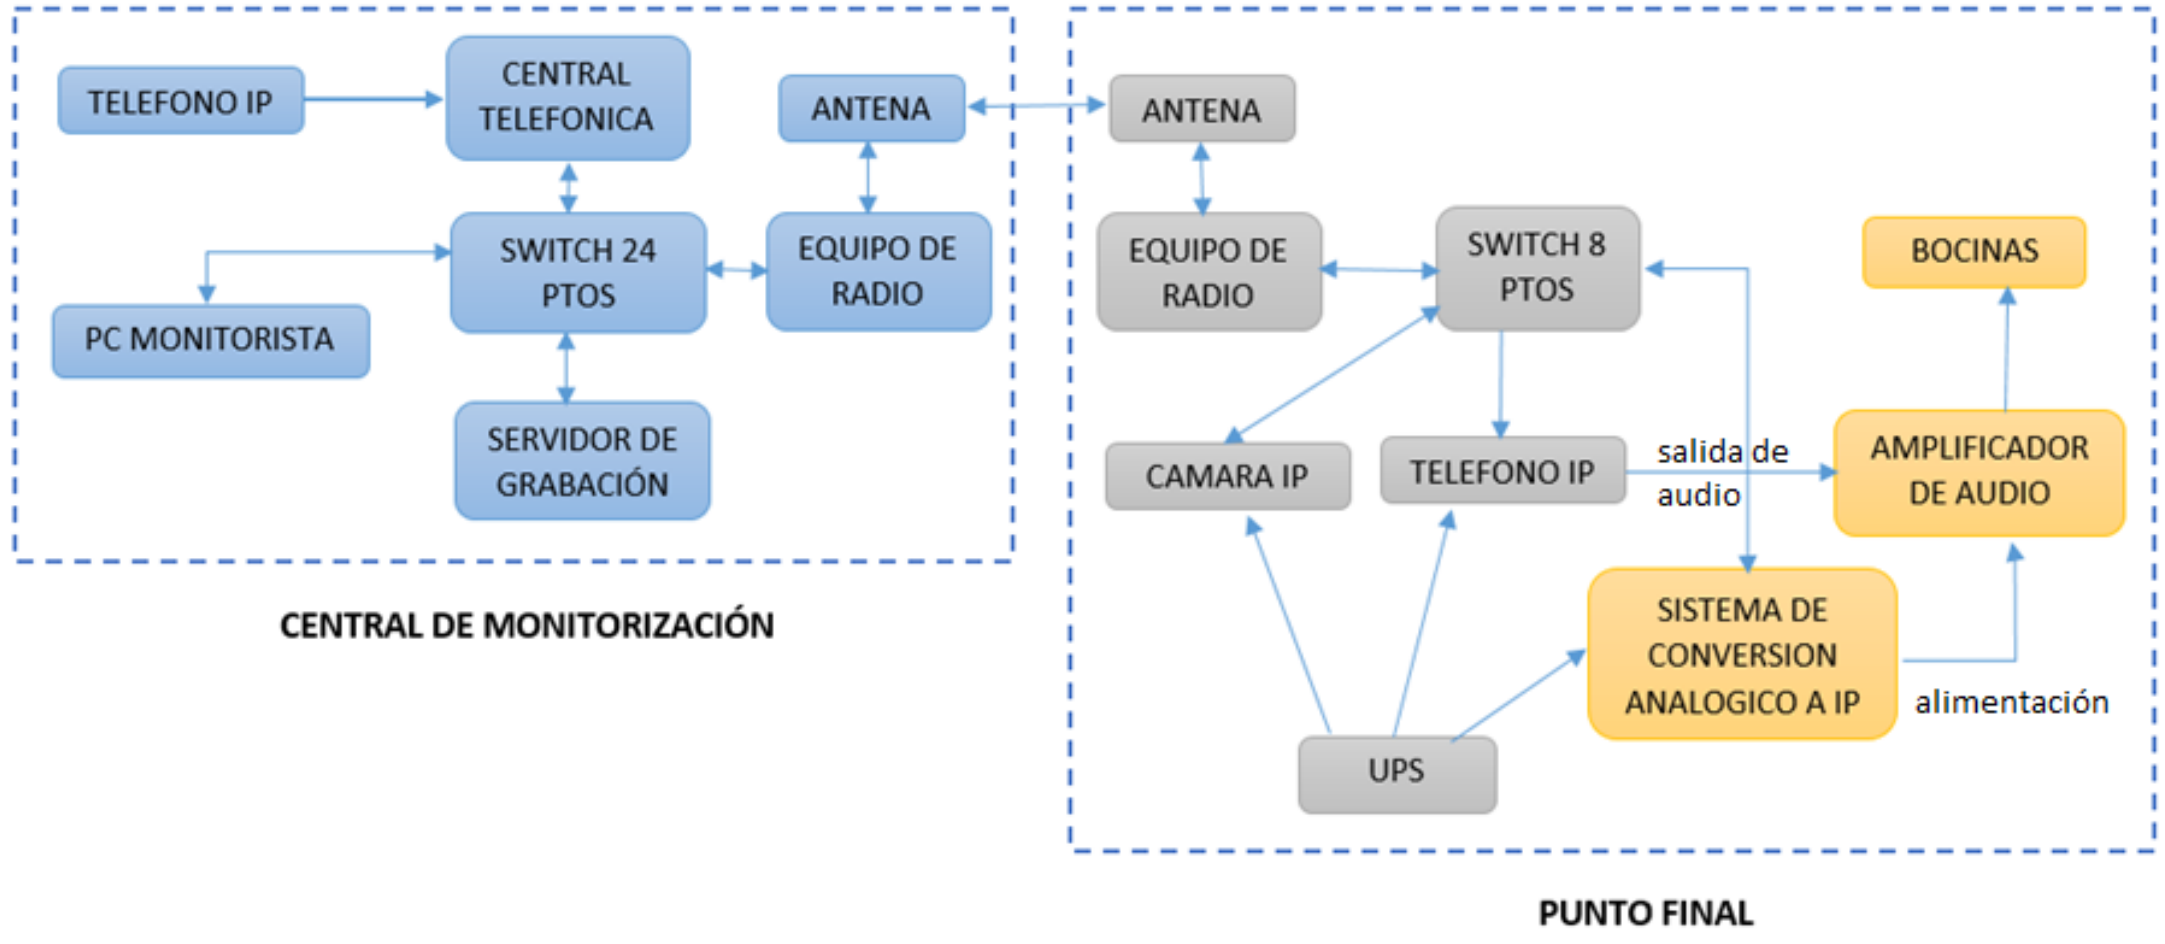 TELEFONO IP
CENTRAL
TELEFONICA
ANTENA
SWITCH 24
PTOS
EQUIPO DE
RADIO
PC MONITORISTA
SERVIDOR DE
GRABACIÓN
CENTRAL DE MONITORIZACIÓN
ANTENA
EQUIPO DE
RADIO
SWITCH 8
PTOS
BOCINAS
CAMARA IP
TELEFONO IP
salida de
audio
AMPLIFICADOR
DE AUDIO
SISTEMA DE
CONVERSION
ANALOGICO A IP
alimentación
UPS
PUNTO FINAL